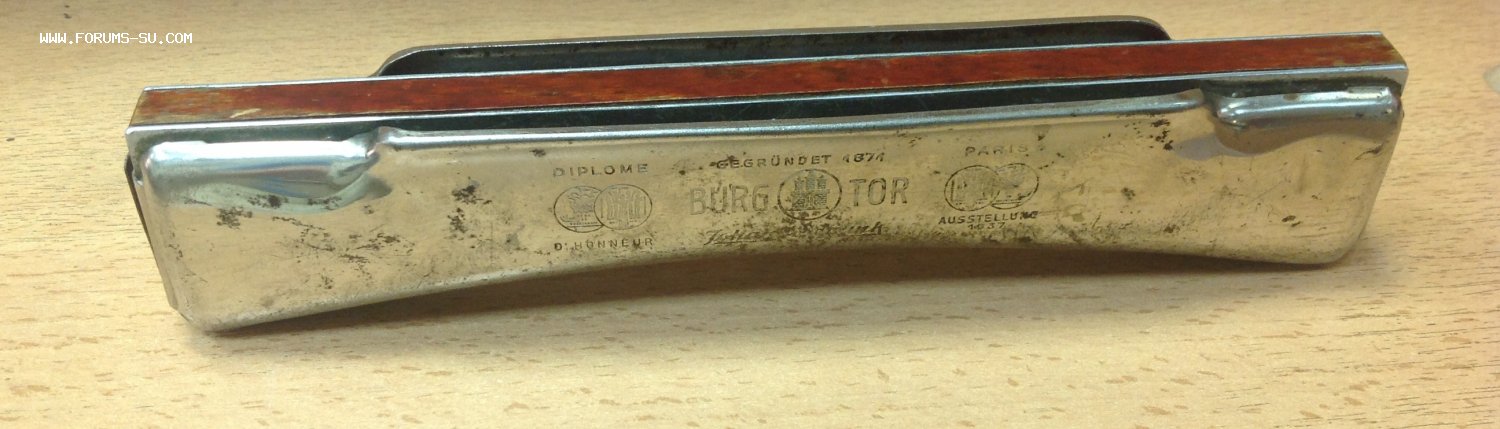 WWW.FORUMS-SU.COM
DIPLOME
D'HONNEUR
GEGRÜNDET 1871
BURG TOR
PARIS
AUSSTELLUNG
1937